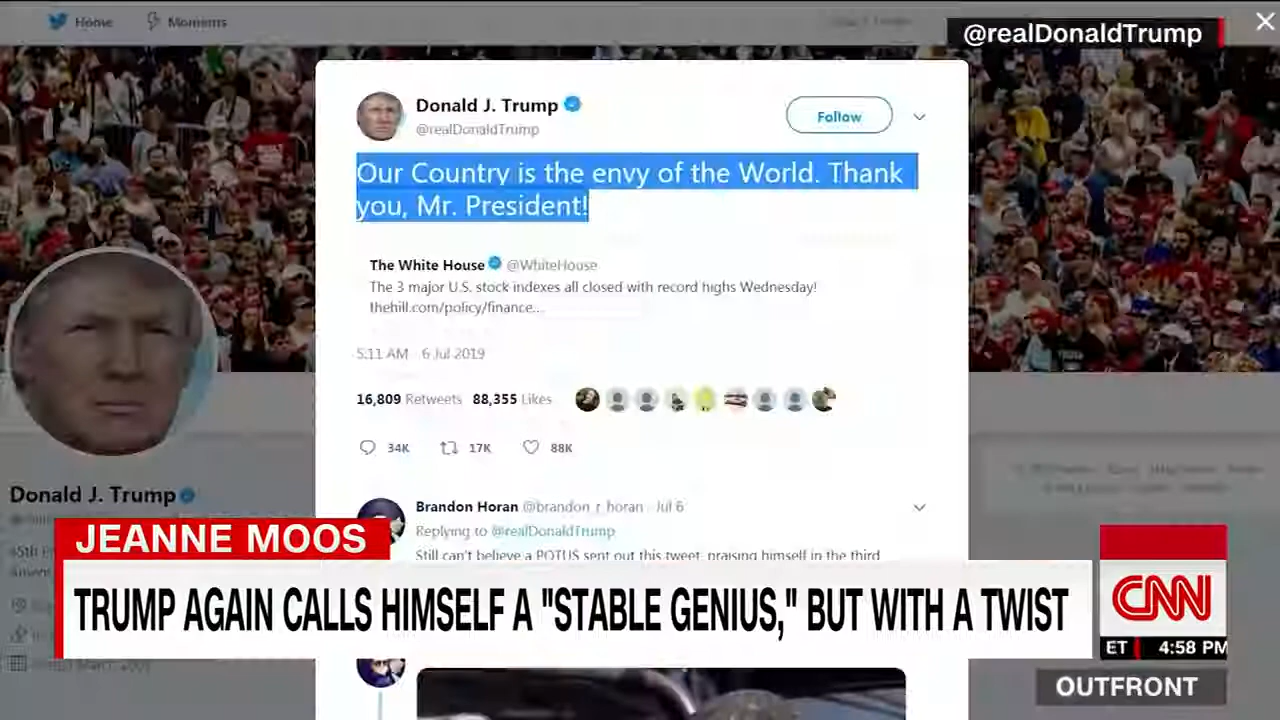 Home
Moments
@realDonaldTrump
Donald J. Trump
@realDonaldTrump
Follow
Our Country is the envy of the World. Thank
you, Mr. President!
The White House @WhiteHouse
The 3 major U.S. stock indexes all closed with record highs Wednesday!
thehill.com/policy/finance...
5:11 AM 6 Jul 2019
16,809 Retweets 88,355 Likes
34K 17K 88K
Donald J. Trump
Brandon Horan @brandon_r_horan Jul 6
Replying to @realDonaldTrump
Still can't believe a POTUS sent out this tweet, praising himself in the third
45th
JEANNE MOOS
TRUMP AGAIN CALLS HIMSELF A "STABLE GENIUS," BUT WITH A TWIST
CNN
ET 4:58 PM
OUTFRONT